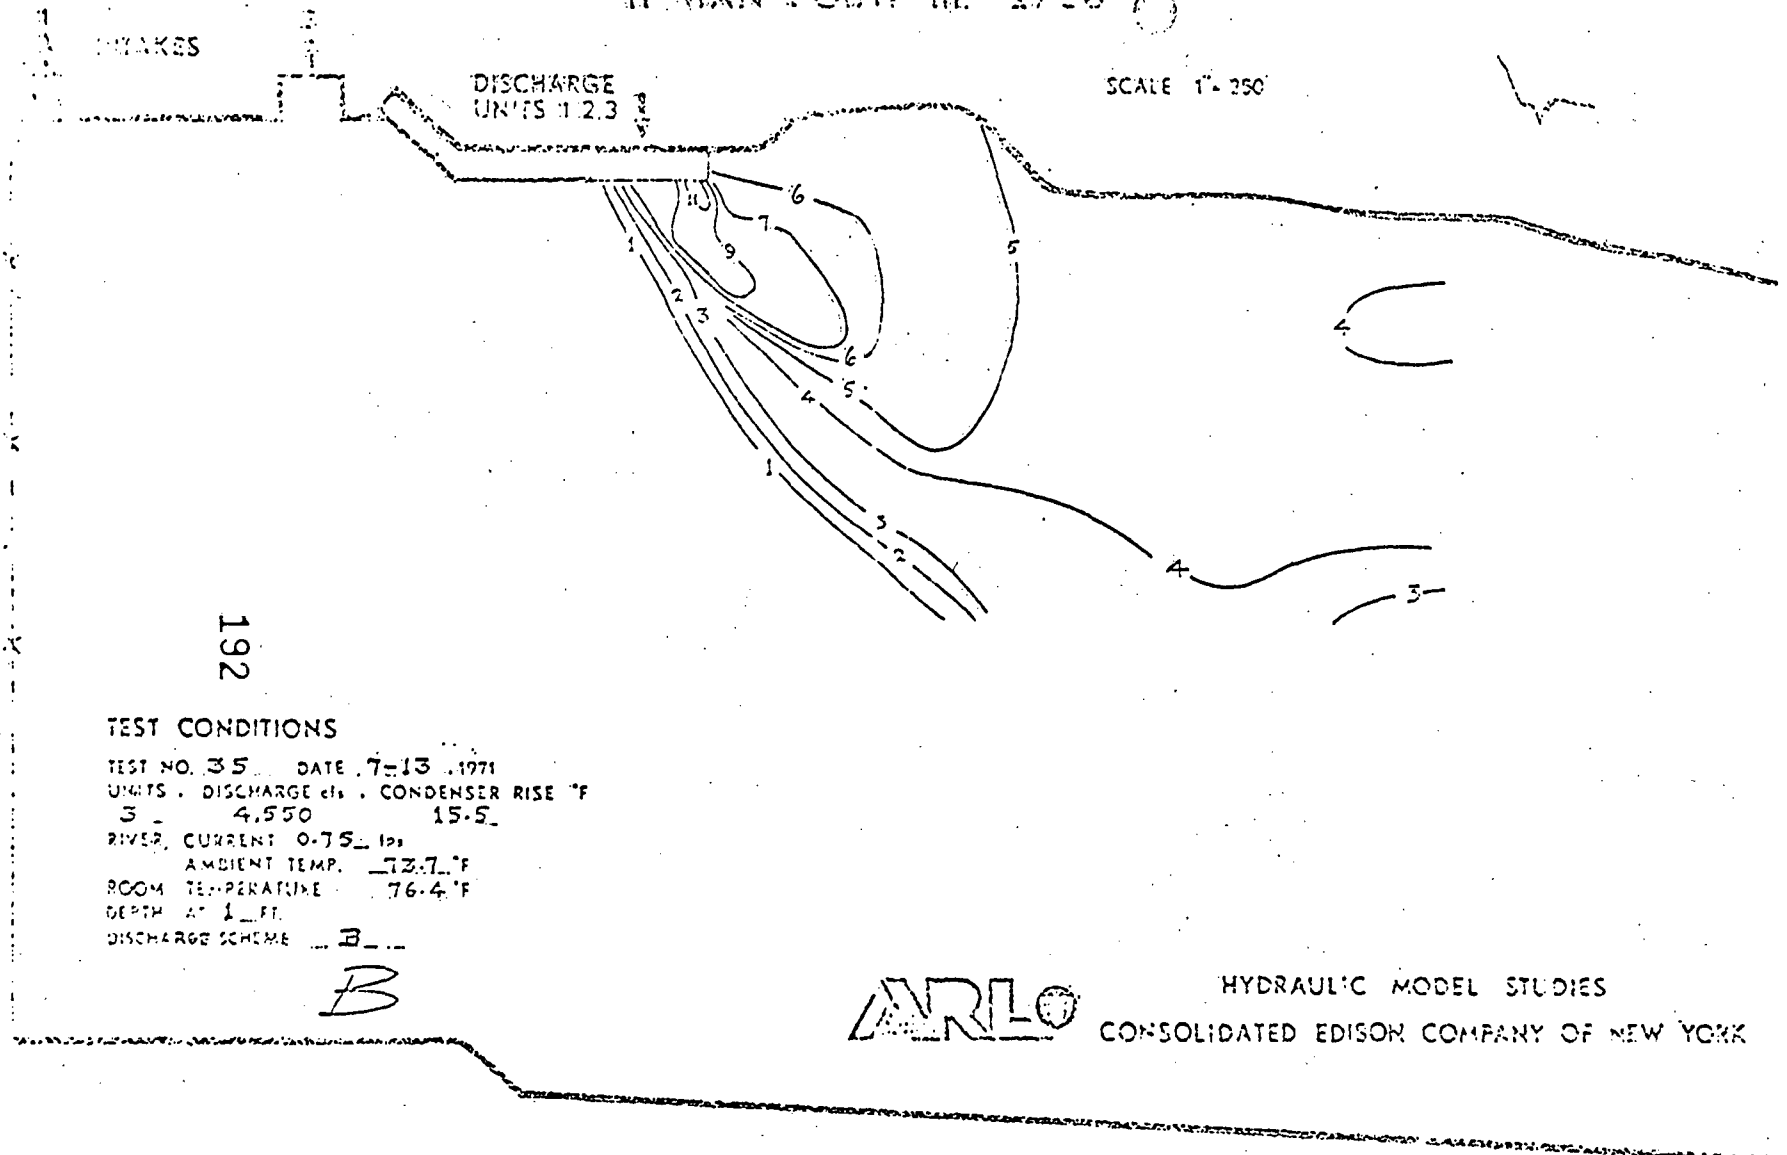 INTAKES
DISCHARGE
UNITS 1.2.3
SCALE 1"= 250'
6
11
7
5
1
9
2
3
4
6
5
4
1
3
2
4
3
192
TEST CONDITIONS
TEST NO. 35 DATE 7-13 .1971
UNITS . DISCHARGE cfs . CONDENSER RISE °F
3 4,550 15.5
RIVER, CURRENT 0.75 fps
AMBIENT TEMP. 73.7 °F
ROOM TEMPERATURE 76.4 °F
DEPTH AT 1 FT.
DISCHARGE SCHEME B
B
ARL
HYDRAULIC MODEL STUDIES
CONSOLIDATED EDISON COMPANY OF NEW YORK